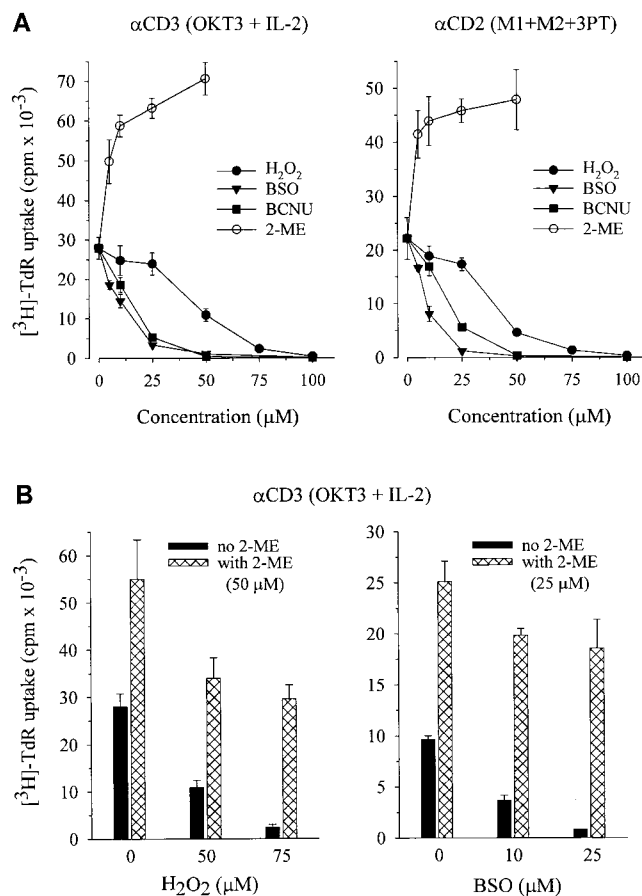 A
αCD3 (OKT3 + IL-2)
αCD2 (M1+M2+3PT)
[³H]-TdR uptake (cpm x 10⁻³)
70
60
50
40
30
20
10
0
H₂O₂
BSO
BCNU
2-ME
0 25 50 75 100
Concentration (μM)
50
40
30
20
10
0
H₂O₂
BSO
BCNU
2-ME
0 25 50 75 100
Concentration (μM)
B
αCD3 (OKT3 + IL-2)
[³H]-TdR uptake (cpm x 10⁻³)
60
50
40
30
20
10
0
no 2-ME
with 2-ME
(50 μM)
0 50 75
H₂O₂ (μM)
30
25
20
15
10
5
0
no 2-ME
with 2-ME
(25 μM)
0 10 25
BSO (μM)